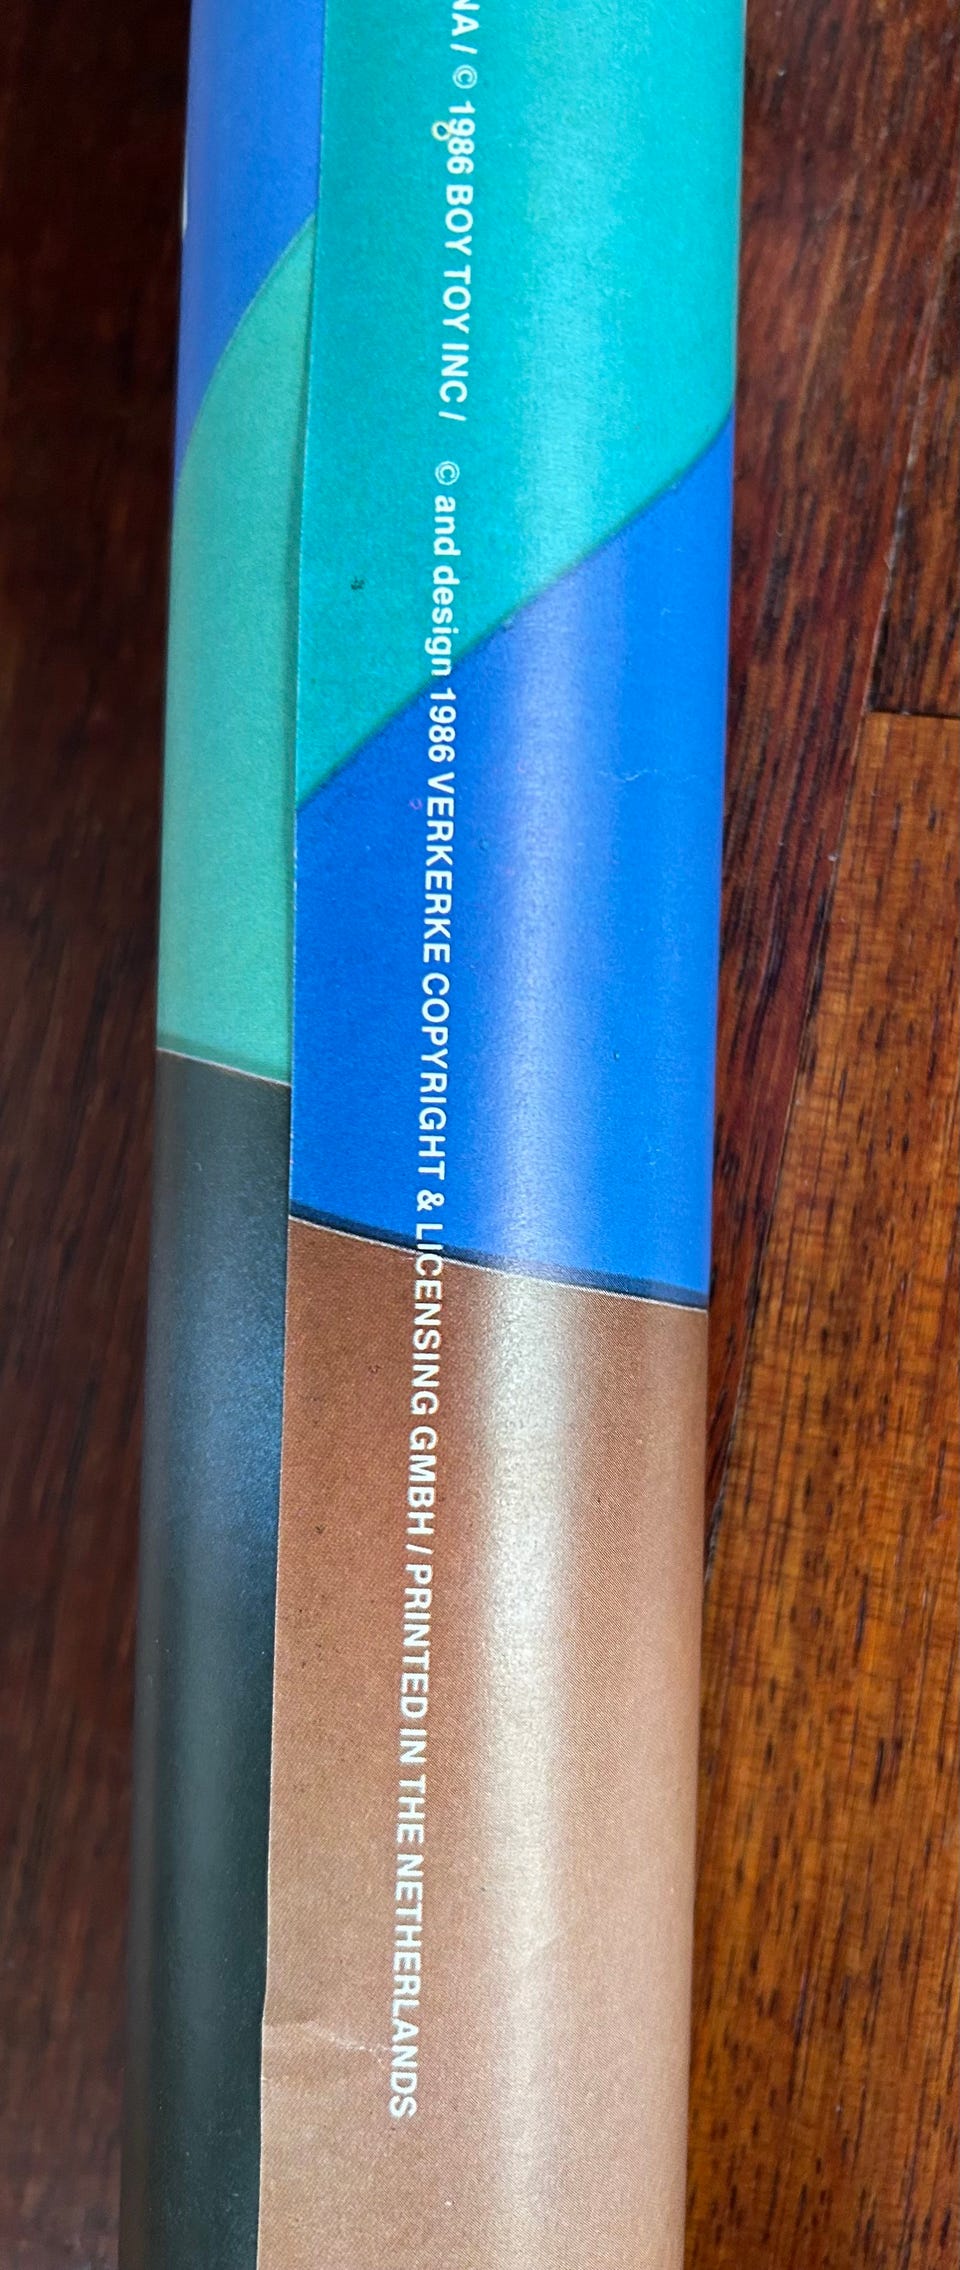 NA / © 1986 BOY TOY INC / © and design 1986 VERKERKE COPYRIGHT & LICENSING GMBH / PRINTED IN THE NETHERLANDS